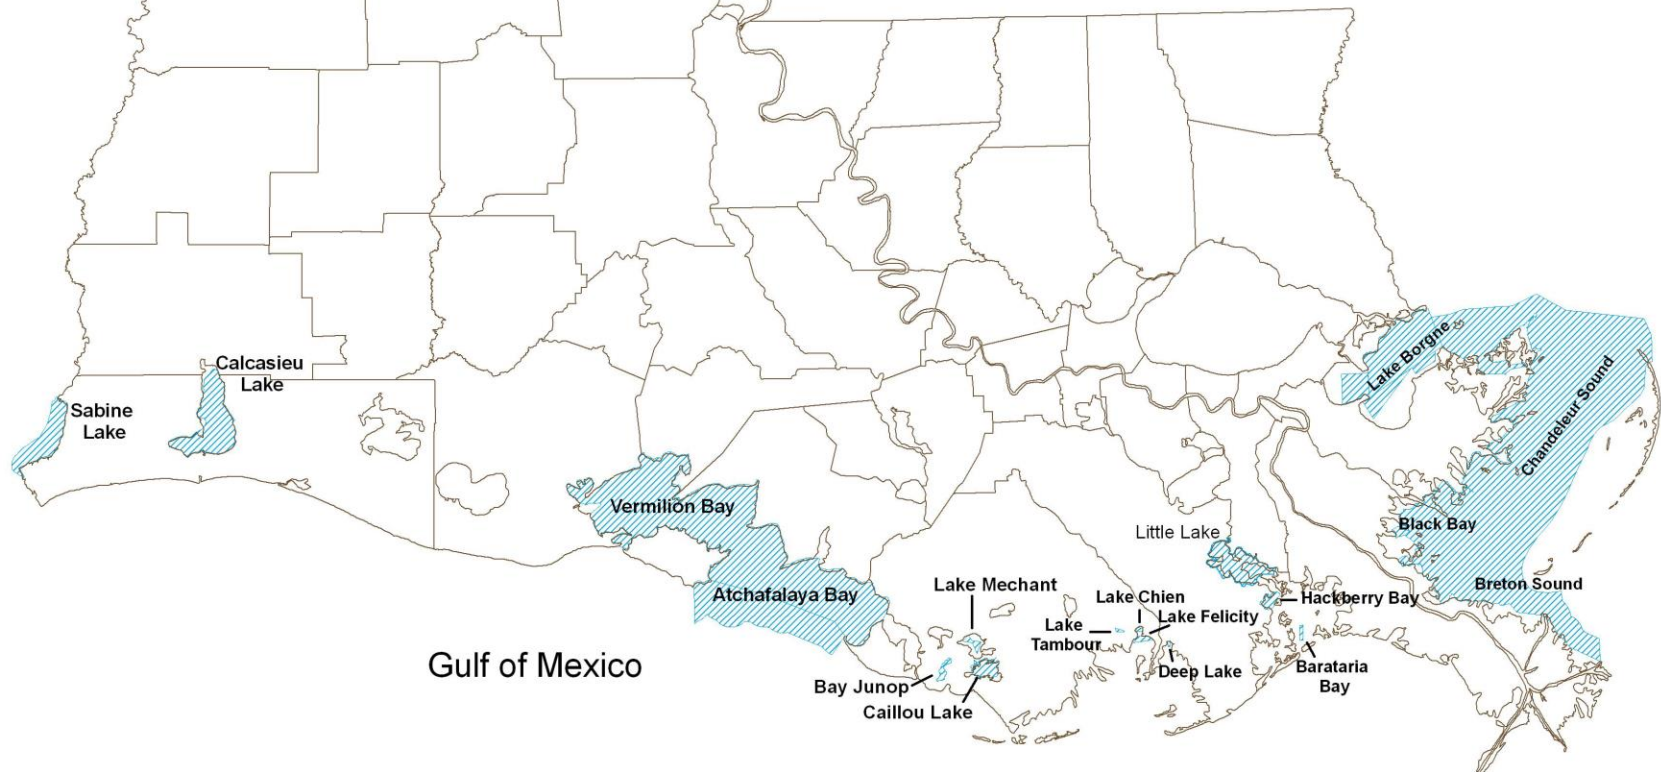 Calcasieu
Lake
Sabine
Lake
Lake Borgne
Chandeleur Sound
Vermilion Bay
Black Bay
Little Lake
Atchafalaya Bay
Lake Mechant
Breton Sound
Lake Chien
Hackberry Bay
Lake Felicity
Lake
Tambour
Gulf of Mexico
Deep Lake
Barataria
Bay
Bay Junop
Caillou Lake